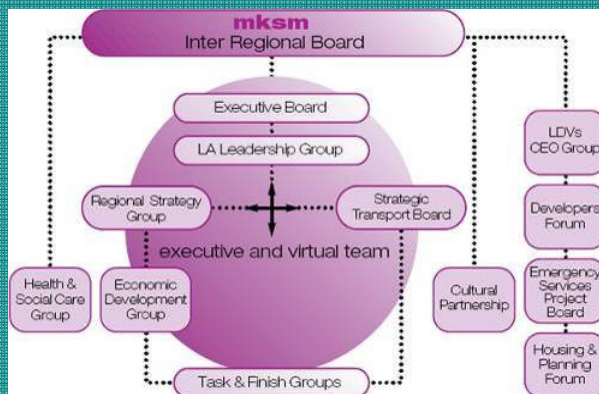 mksm
Inter Regional Board
Executive Board
LA Leadership Group
Regional Strategy
Group
Strategic
Transport Board
executive and virtual team
Health &
Social Care
Group
Economic
Development
Group
Task & Finish Groups
Cultural
Partnership
LDVs
CEO Group
Developers
Forum
Emergency
Services
Project
Board
Housing &
Planning
Forum